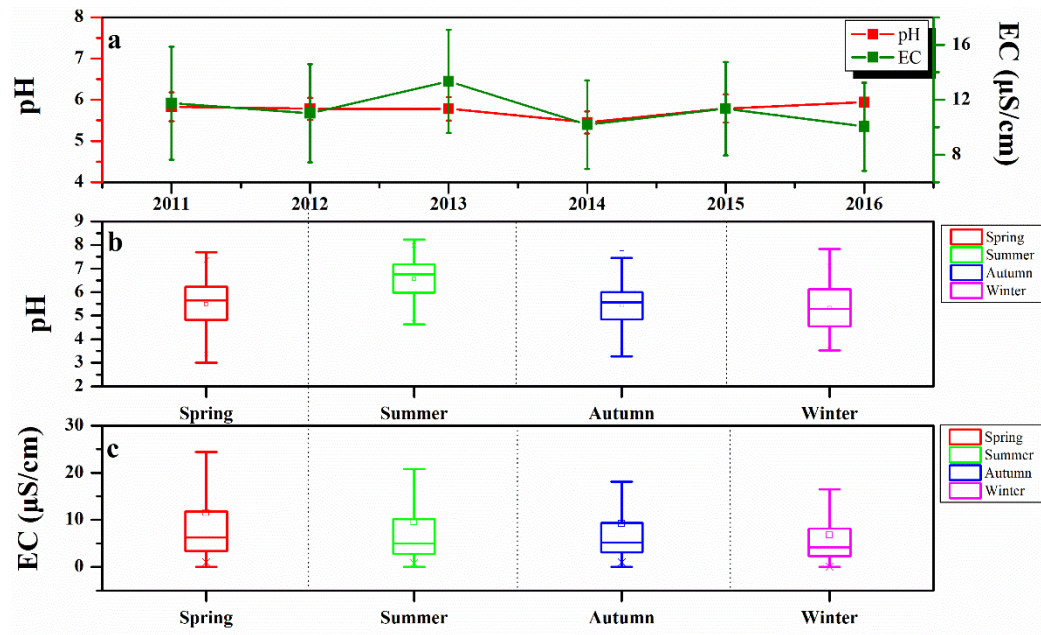 a
pH
EC
pH
EC (µS/cm)
8
7
6
5
4
16
12
8
2011 2012 2013 2014 2015 2016
b
pH
9
8
7
6
5
4
3
2
Spring Summer Autumn Winter
Spring
Summer
Autumn
Winter
c
EC (µS/cm)
30
20
10
0
Spring Summer Autumn Winter
Spring
Summer
Autumn
Winter